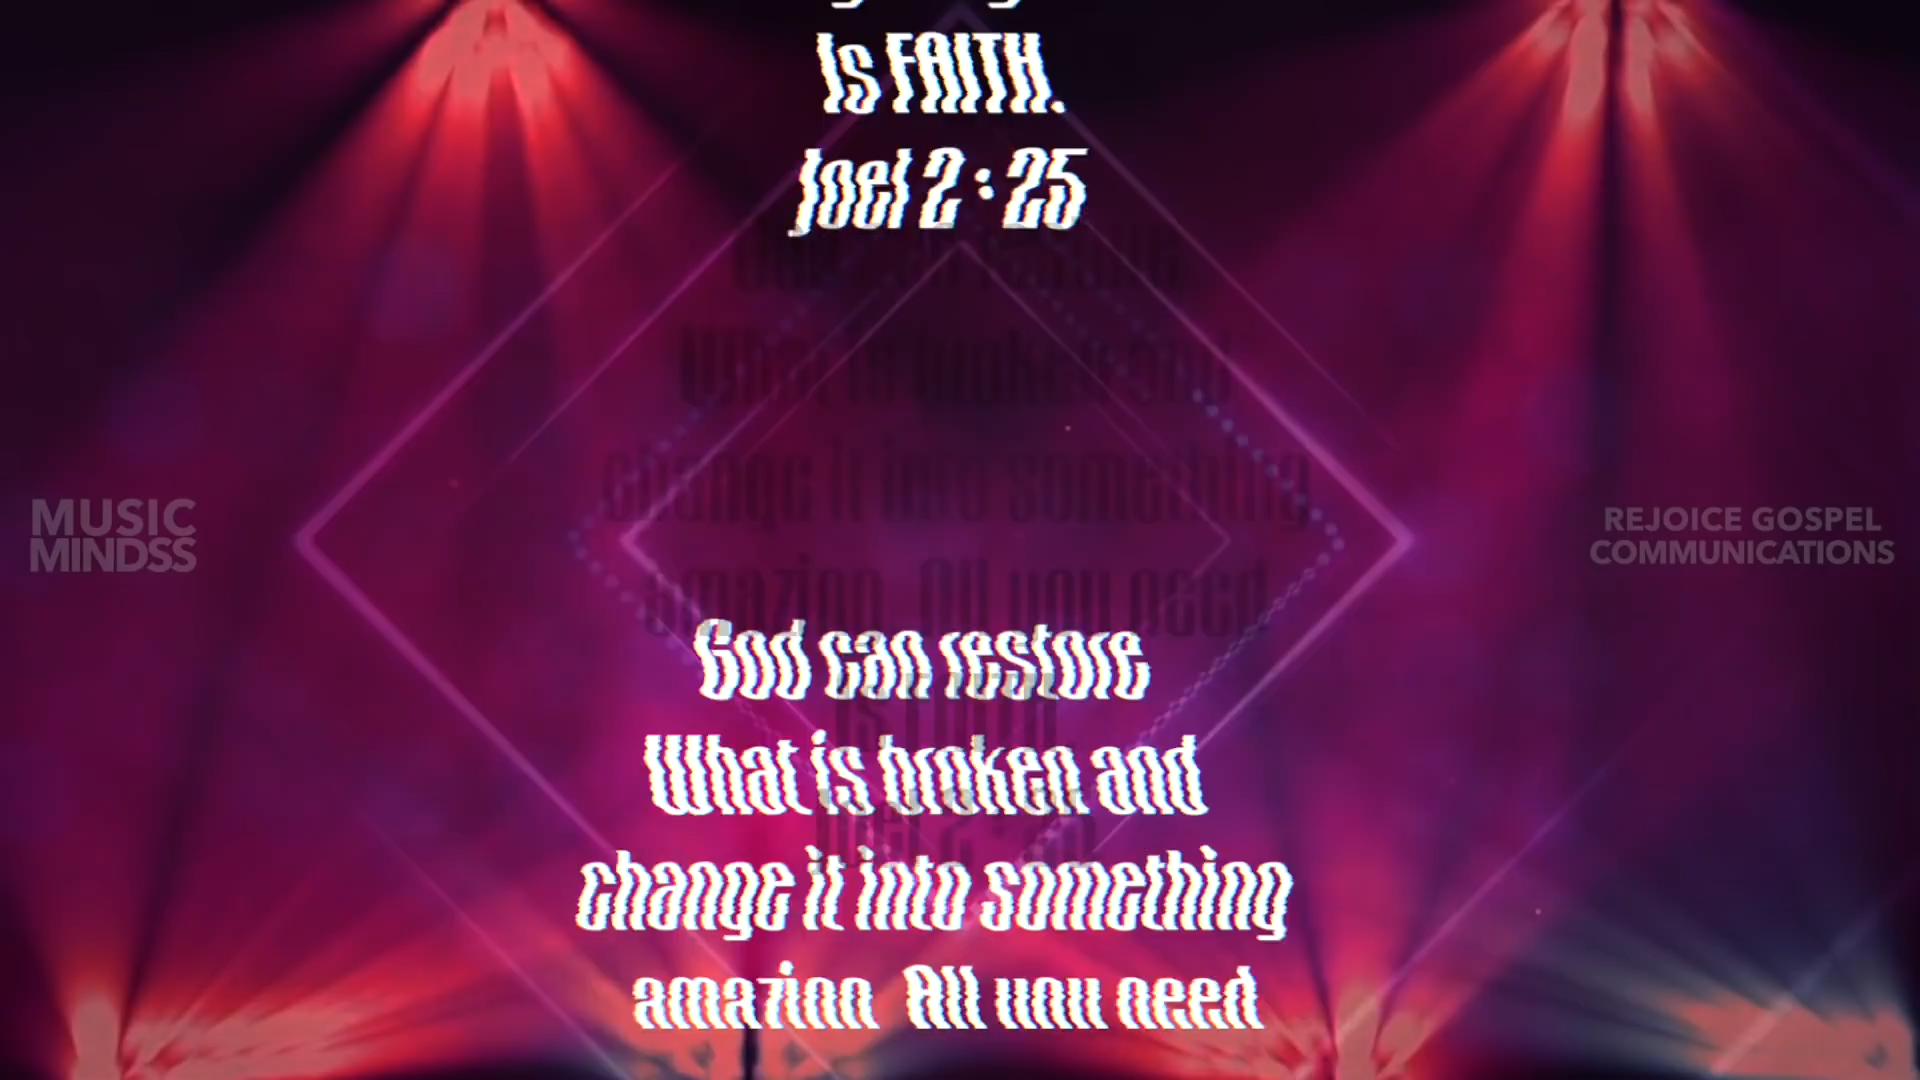 Is FAITH.
Joel 2 : 25
MUSIC
MINDSS
REJOICE GOSPEL
COMMUNICATIONS
God can restore
What is broken and
change it into something
amazing. All you need